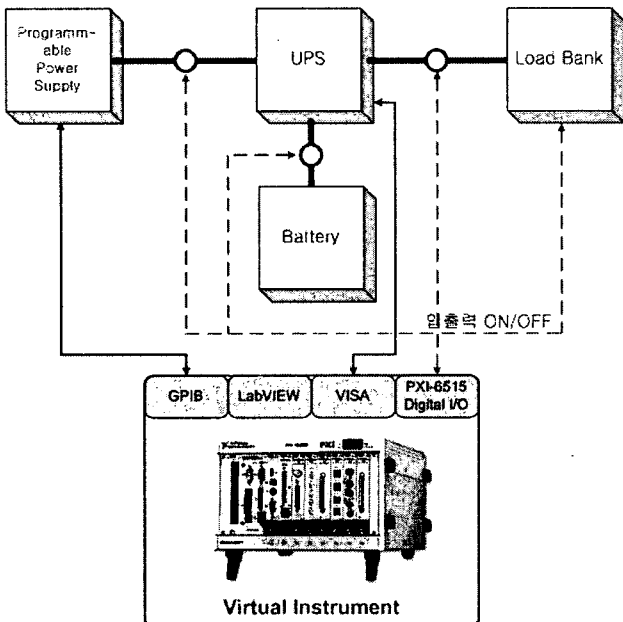 Programm-
able
Power
Supply
UPS
Load Bank
Battery
입출력 ON/OFF
GPIB
LabVIEW
VISA
PXI-6515
Digital I/O
Virtual Instrument